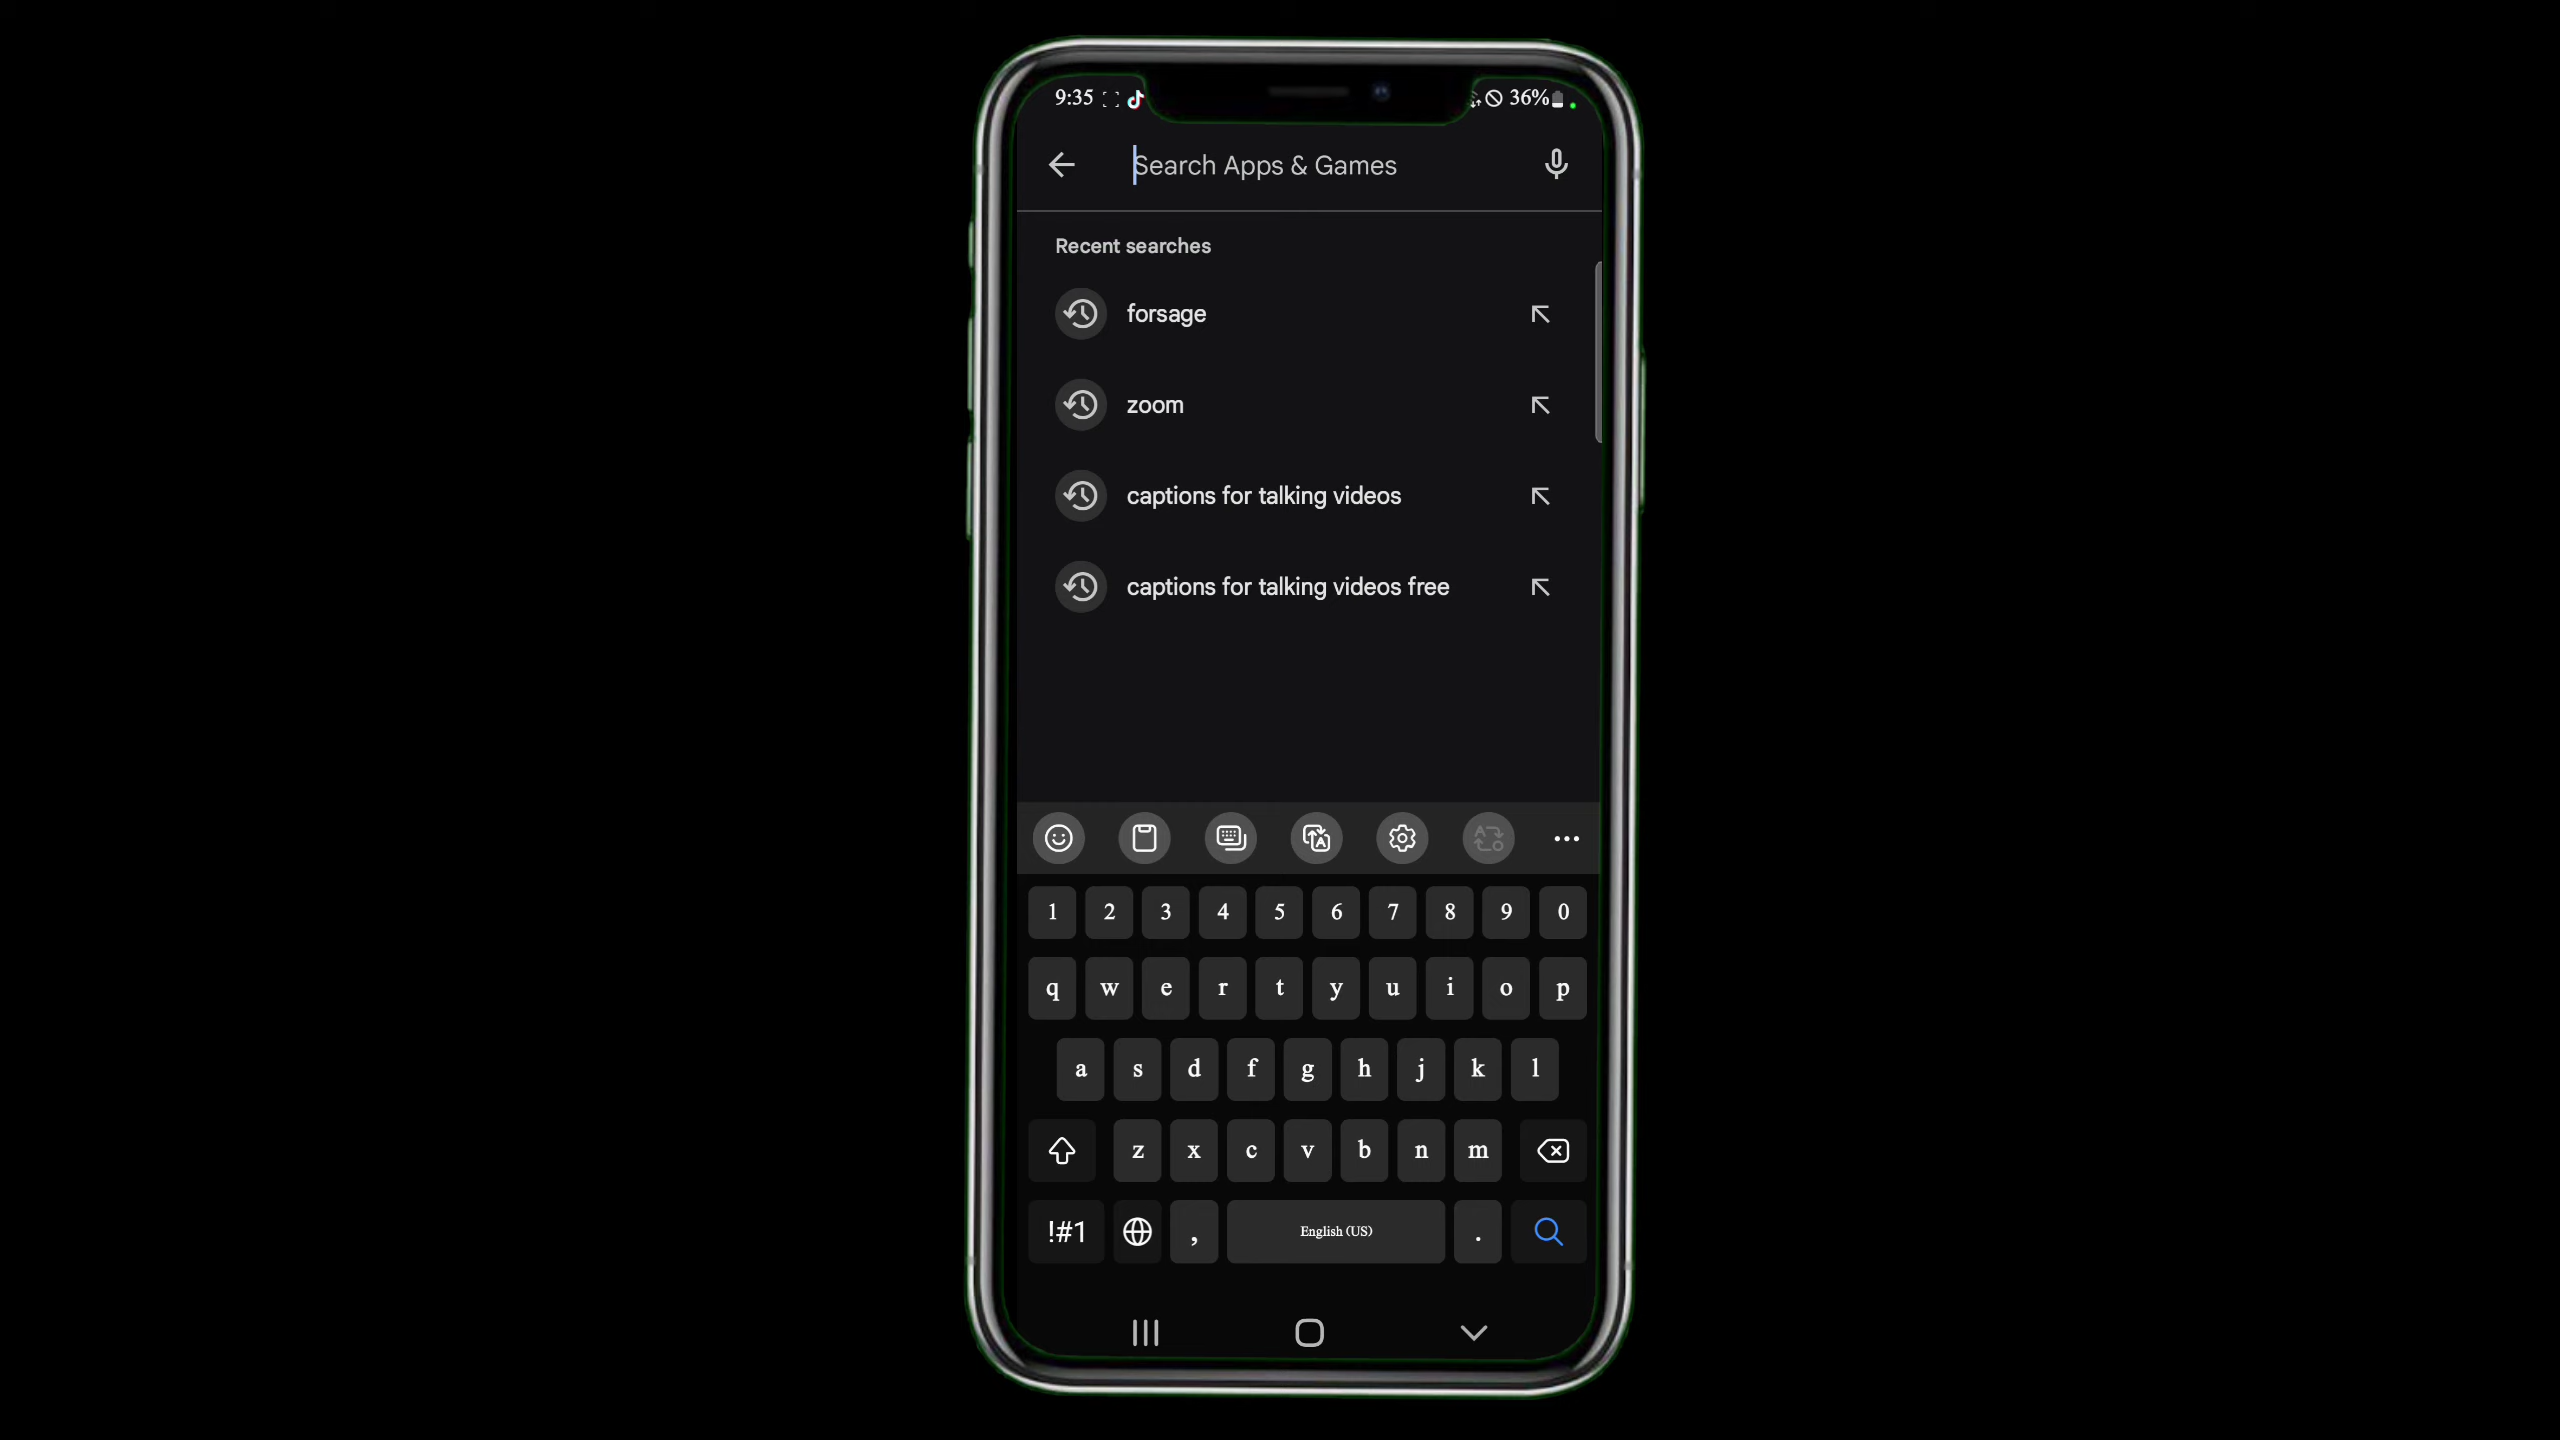 9:35 36%
Search Apps & Games
Recent searches
forsage
zoom
captions for talking videos
captions for talking videos free
1 2 3 4 5 6 7 8 9 0
q w e r t y u i o p
a s d f g h j k l
z x c v b n m
!#1 , English (US) .